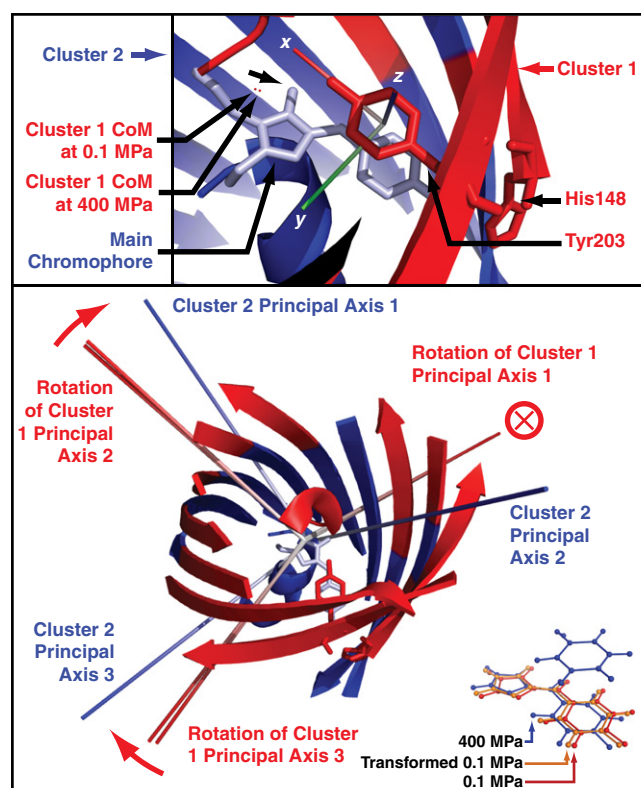 Cluster 2
x
z
Cluster 1
Cluster 1 CoM
at 0.1 MPa
Cluster 1 CoM
at 400 MPa
Main
Chromophore
y
His148
Tyr203
Cluster 2 Principal Axis 1
Rotation of Cluster 1
Principal Axis 1
Rotation
of Cluster
1 Principal
Axis 2
Cluster 2
Principal
Axis 2
Cluster 2
Principal
Axis 3
Rotation of Cluster
1 Principal Axis 3
400 MPa
Transformed 0.1 MPa
0.1 MPa